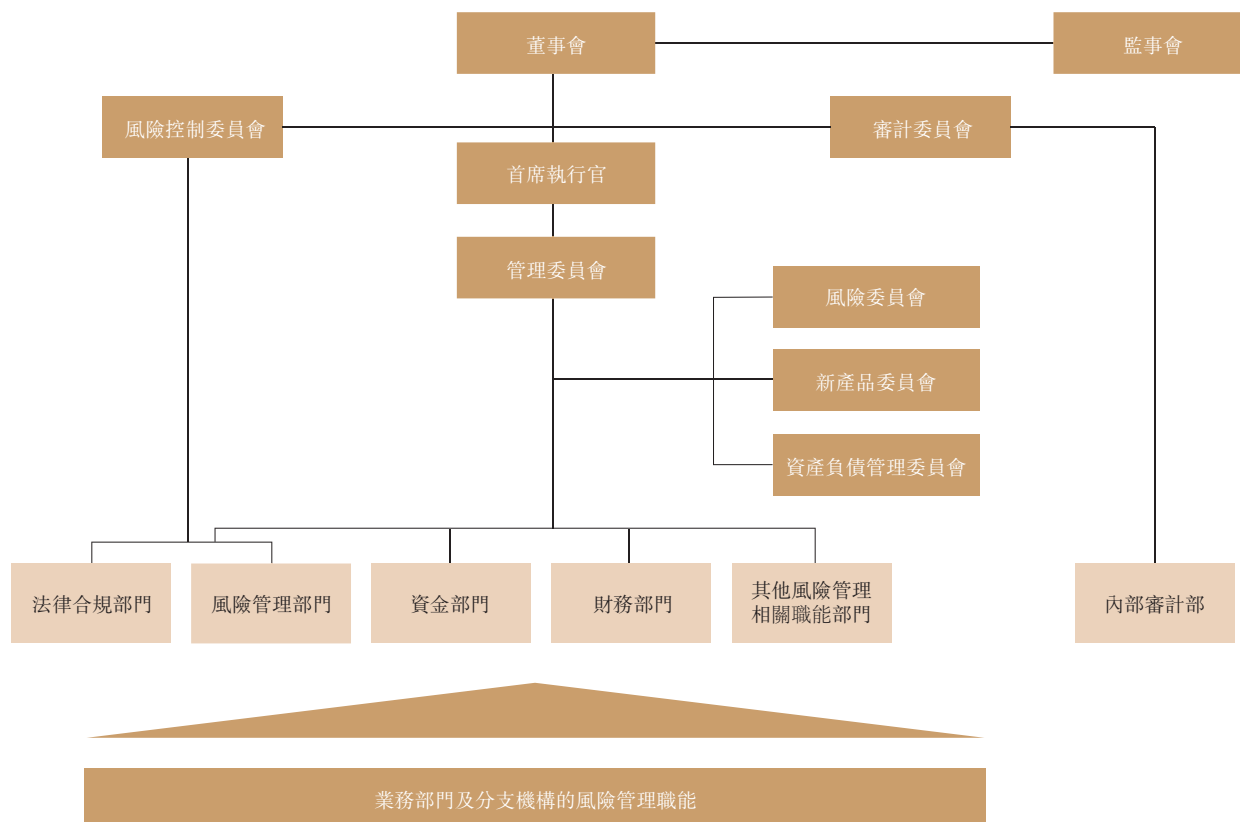 董事會
監事會
風險控制委員會
審計委員會
首席執行官
管理委員會
風險委員會
新產品委員會
資產負債管理委員會
法律合規部門
風險管理部門
資金部門
財務部門
其他風險管理
相關職能部門
內部審計部
業務部門及分支機構的風險管理職能